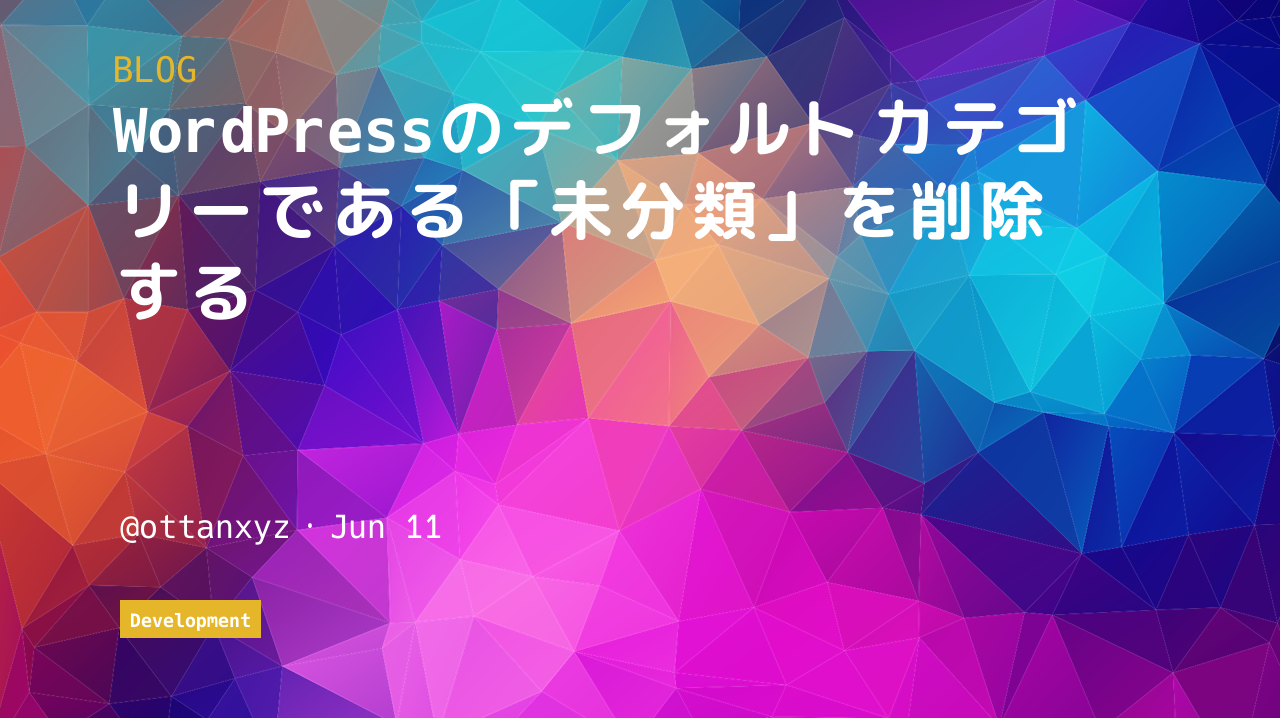 BLOG
WordPressのデフォルトカテゴ
リーである「未分類」を削除
する
@ottanxyz · Jun 11
Development